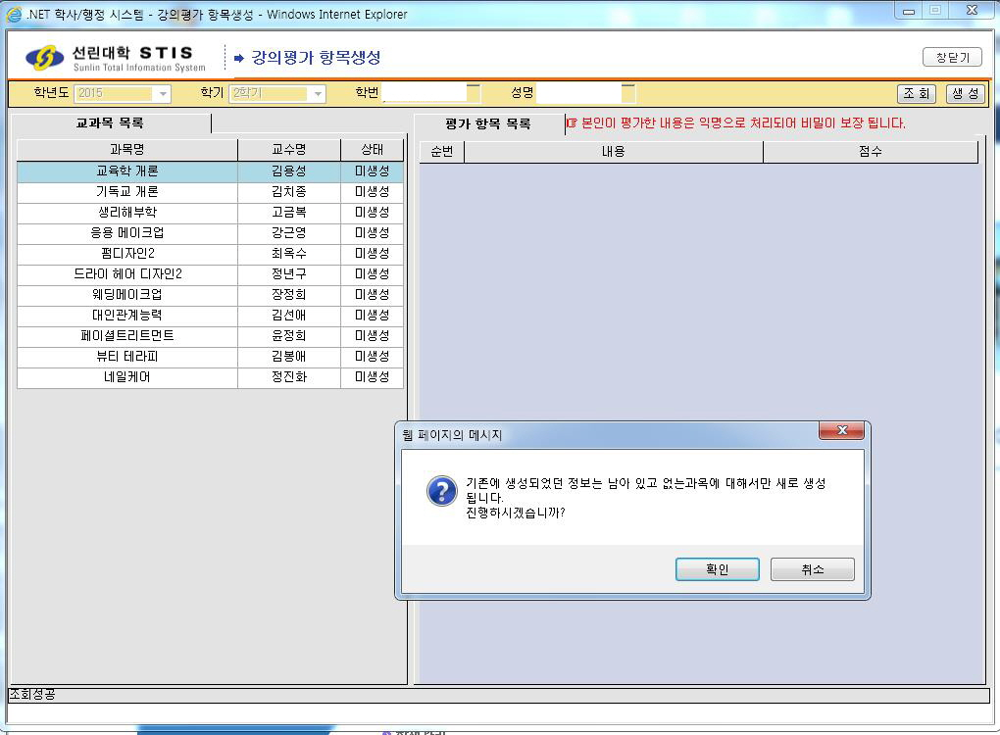 .NET 학사/행정 시스템 - 강의평가 항목생성 - Windows Internet Explorer
선린대학 STIS
Sunlin Total Infomation System
강의평가 항목생성
창닫기
학년도 2015 학기 2학기 학번 성명 조 회 생 성
교과목 목록
평가 항목 목록
본인이 평가한 내용은 익명으로 처리되어 비밀이 보장 됩니다.
과목명 교수명 상태
순번 내용 점수
교육학 개론 김용성 미생성
기독교 개론 김치종 미생성
생리해부학 고금복 미생성
응용 메이크업 강근영 미생성
펌디자인2 최옥수 미생성
드라이 헤어 디자인2 정년구 미생성
웨딩메이크업 장정희 미생성
대인관계능력 김선애 미생성
페이셜트리트먼트 윤정희 미생성
뷰티 테라피 김봉애 미생성
네일케어 정진화 미생성
웹 페이지의 메시지
기존에 생성되었던 정보는 남아 있고 없는과목에 대해서만 새로 생성
됩니다.
진행하시겠습니까?
확인 취소
조회성공